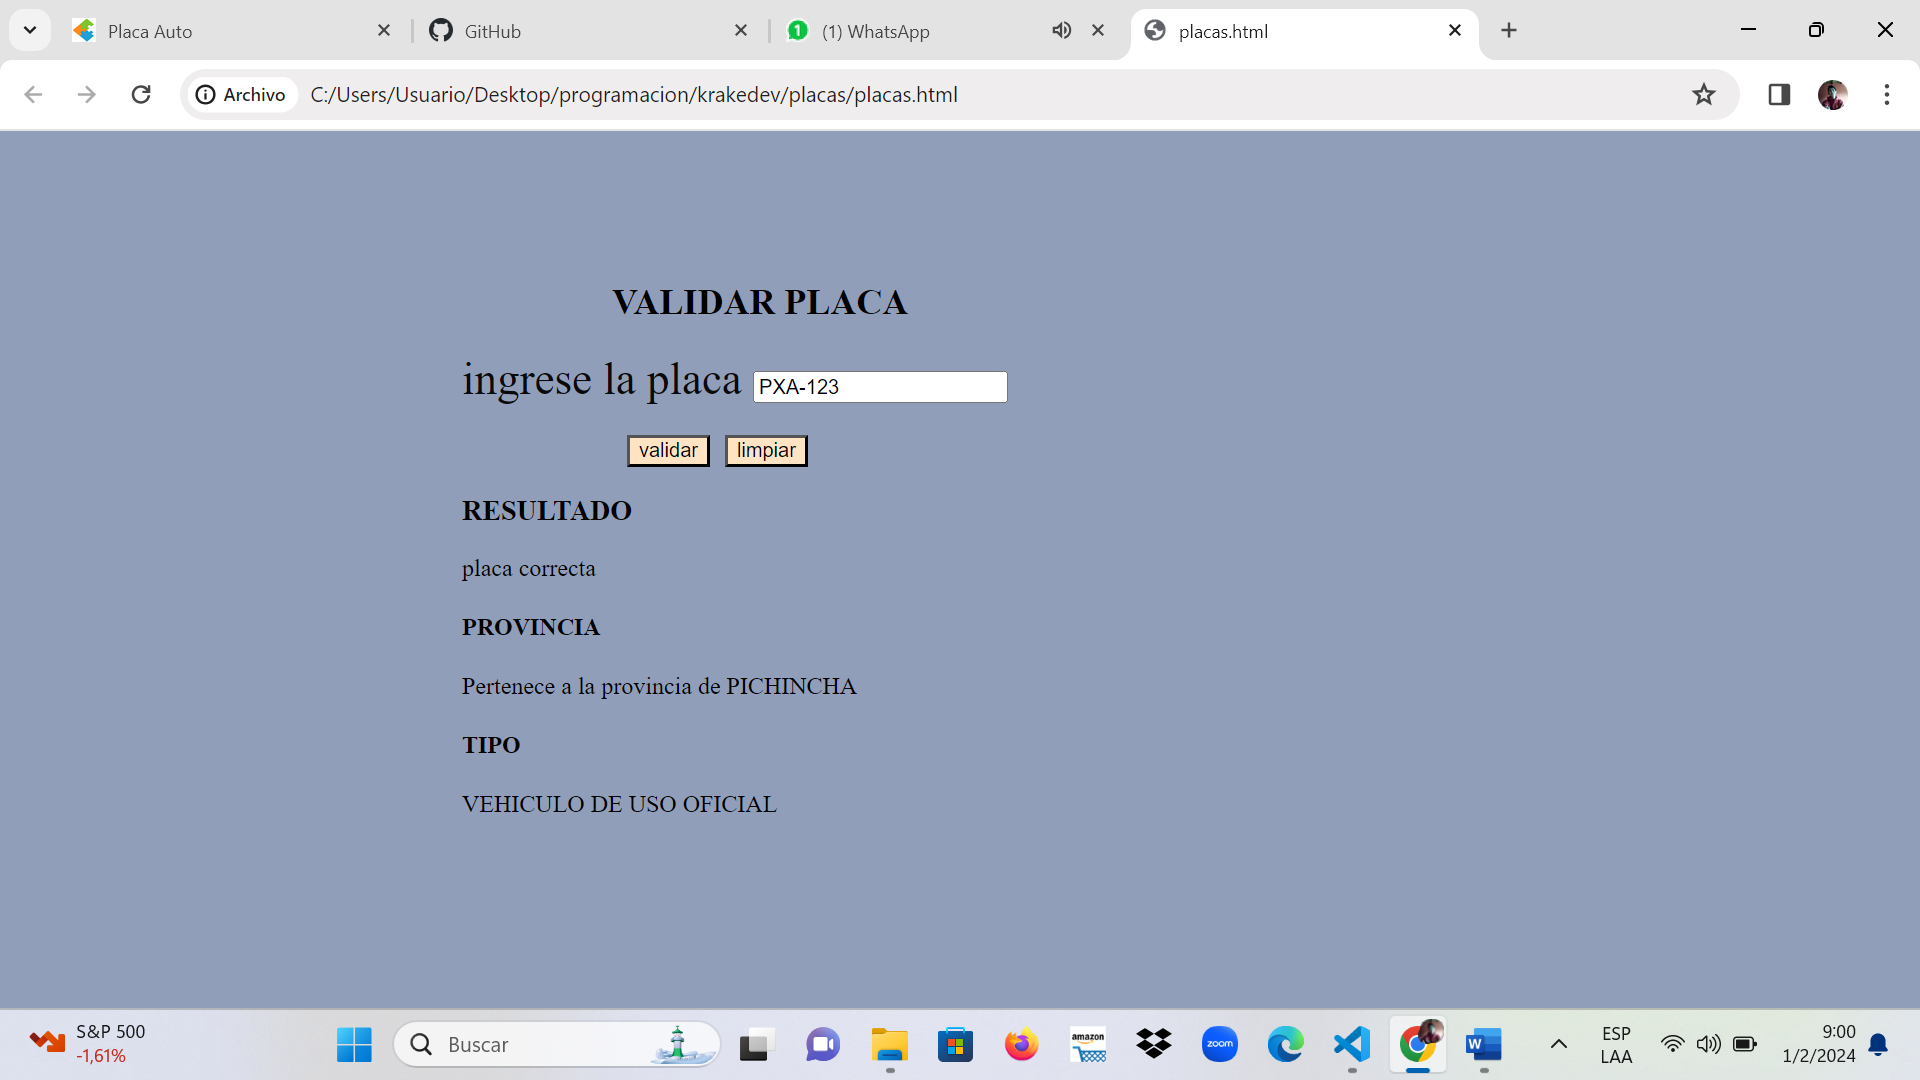 Placa Auto
GitHub
1
(1) WhatsApp
placas.html
Archivo
C:/Users/Usuario/Desktop/programacion/krakedev/placas/placas.html
VALIDAR PLACA
ingrese la placa PXA-123
validar limpiar
RESULTADO
placa correcta
PROVINCIA
Pertenece a la provincia de PICHINCHA
TIPO
VEHICULO DE USO OFICIAL
S&P 500
-1,61%
Buscar
amazon
zoom
W
ESP
LAA
9:00
1/2/2024